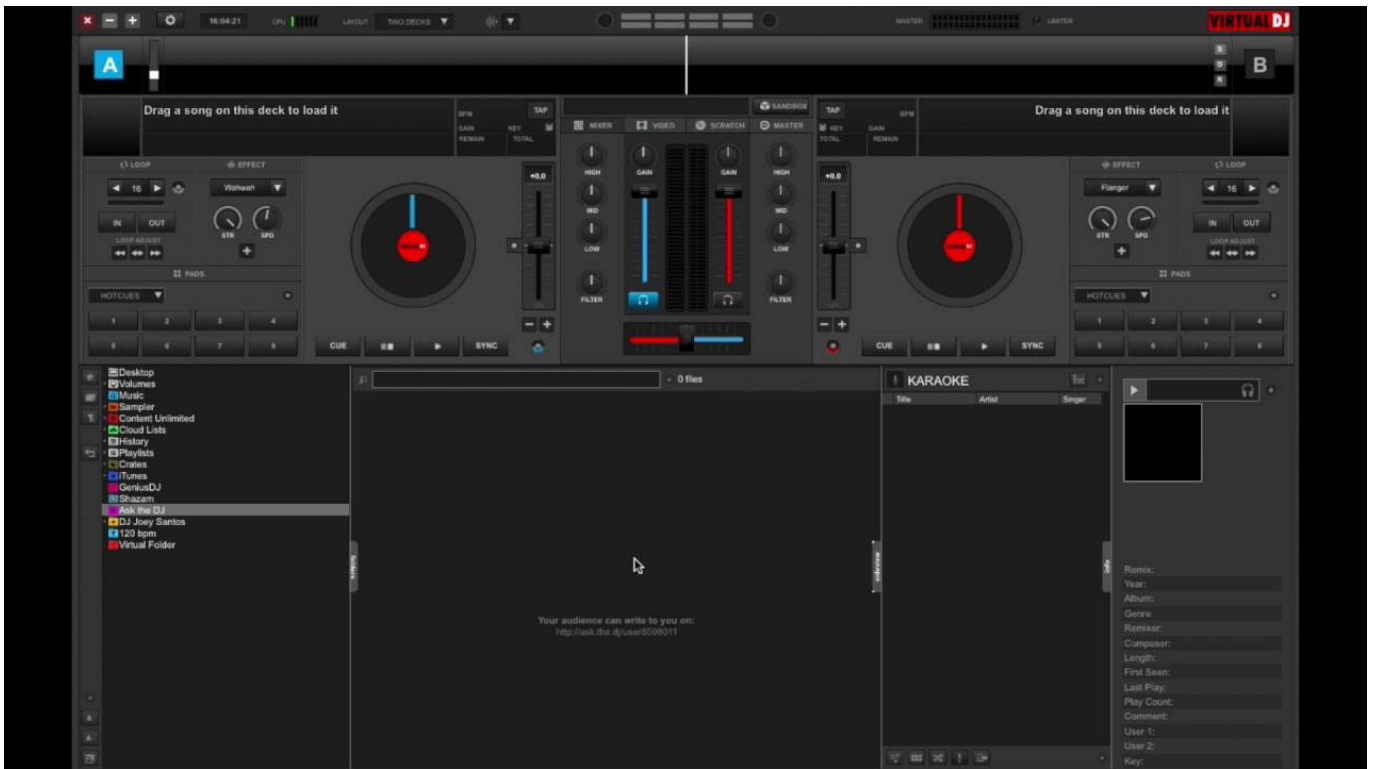 16:04:21
CPU
LAYOUT
TWO DECKS
MASTER
LIMITER
VIRTUAL DJ
A
S
D
B
Drag a song on this deck to load it
BPM
TAP
GAIN
KEY
REMAIN
TOTAL
SANDBOX
MIXER
VIDEO
SCRATCH
MASTER
TAP
BPM
KEY
GAIN
TOTAL
REMAIN
Drag a song on this deck to load it
LOOP
EFFECT
16
Wahwah
IN
OUT
STR
SPD
LOOP ADJUST
PADS
HOTCUES
1 2 3 4
5 6 7 8
CUE
SYNC
+0.0
HIGH
GAIN
GAIN
HIGH
MID
MID
LOW
LOW
FILTER
FILTER
+0.0
EFFECT
LOOP
Flanger
16
STR
SPD
IN
OUT
LOOP ADJUST
PADS
HOTCUES
1 2 3 4
5 6 7 8
CUE
SYNC
Desktop
Volumes
Music
Sampler
Content Unlimited
Cloud Lists
History
Playlists
Crates
iTunes
GeniusDJ
Shazam
Ask the DJ
DJ Joey Santos
120 bpm
Virtual Folder
folders
0 files
Your audience can write to you on:
http://ask.the.dj/user6598011
sideview
KARAOKE
Title Artist Singer
info
Remix:
Year:
Album:
Genre:
Remixer:
Composer:
Length:
First Seen:
Last Play:
Play Count:
Comment:
User 1:
User 2:
Key: